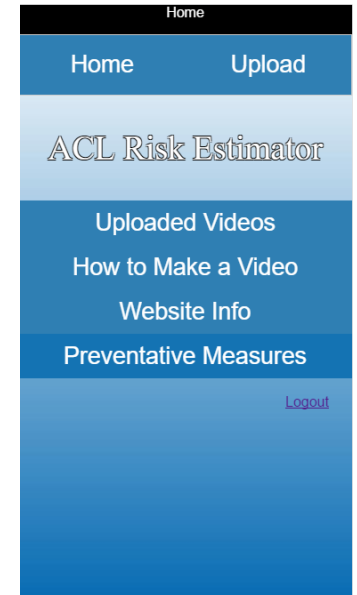 Home
Home Upload
ACL Risk Estimator
Uploaded Videos
How to Make a Video
Website Info
Preventative Measures
Logout